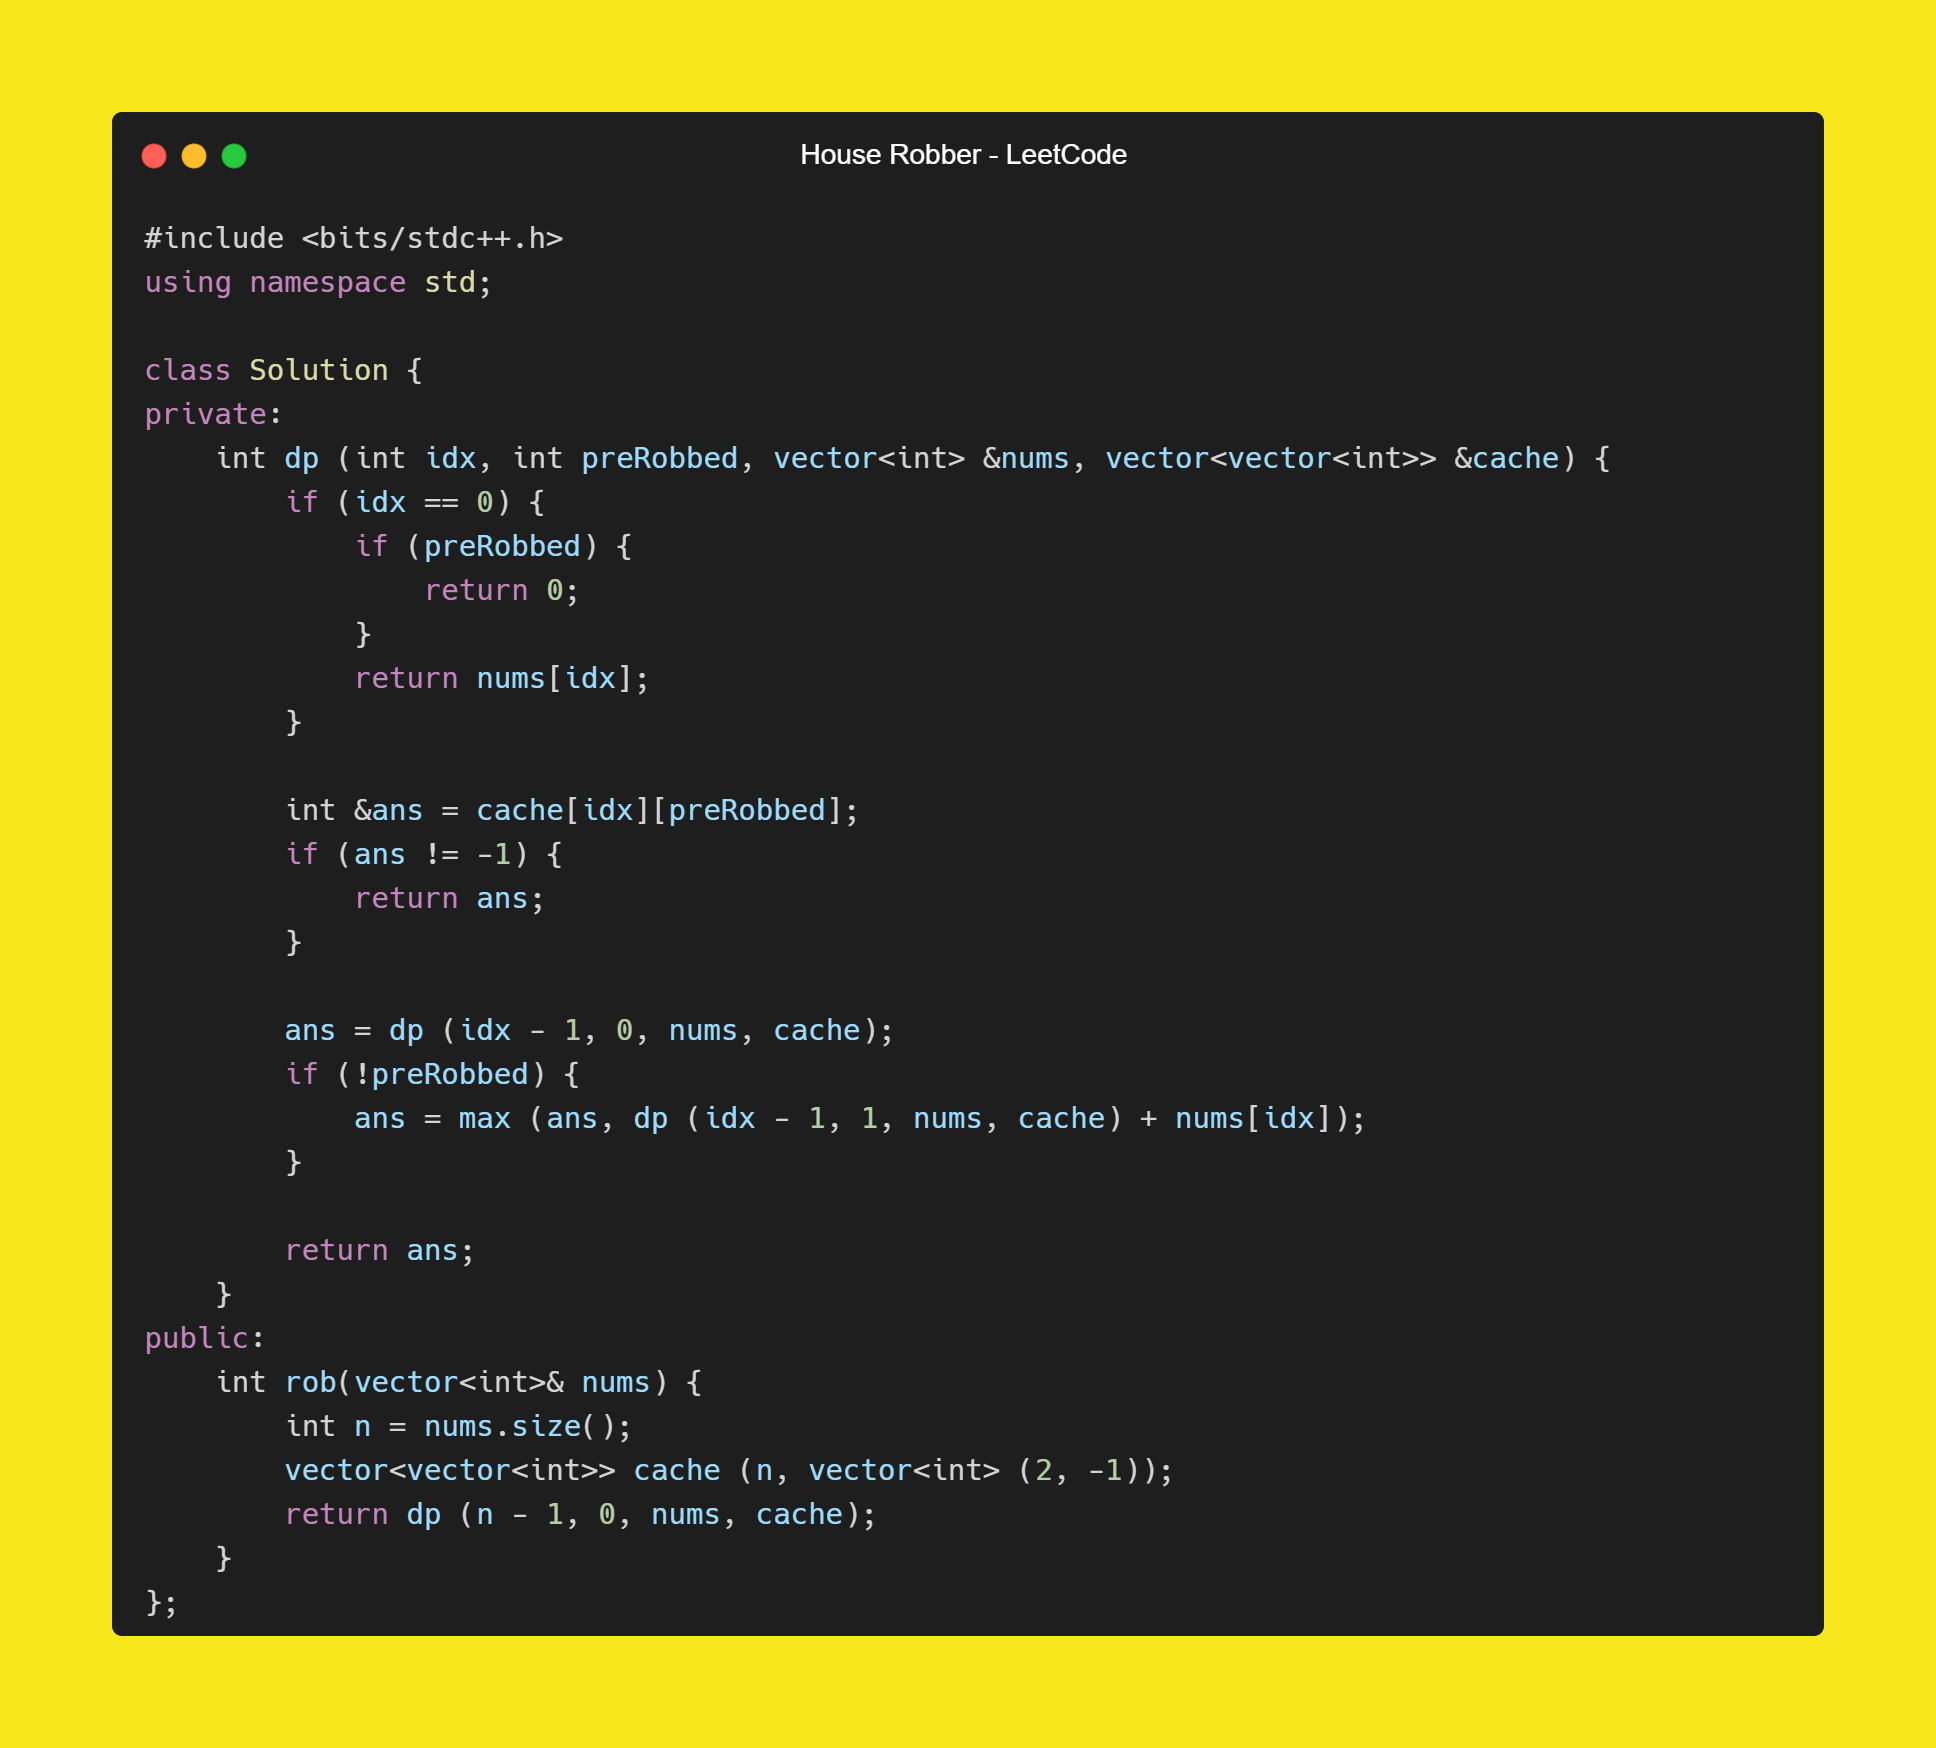 House Robber - LeetCode
#include <bits/stdc++.h>
using namespace std;
class Solution {
private:
    int dp (int idx, int preRobbed, vector<int> &nums, vector<vector<int>> &cache) {
        if (idx == 0) {
            if (preRobbed) {
                return 0;
            }
            return nums[idx];
        }
        int &ans = cache[idx][preRobbed];
        if (ans != -1) {
            return ans;
        }
        ans = dp (idx - 1, 0, nums, cache);
        if (!preRobbed) {
            ans = max (ans, dp (idx - 1, 1, nums, cache) + nums[idx]);
        }
        return ans;
    }
public:
    int rob(vector<int>& nums) {
        int n = nums.size();
        vector<vector<int>> cache (n, vector<int> (2, -1));
        return dp (n - 1, 0, nums, cache);
    }
};